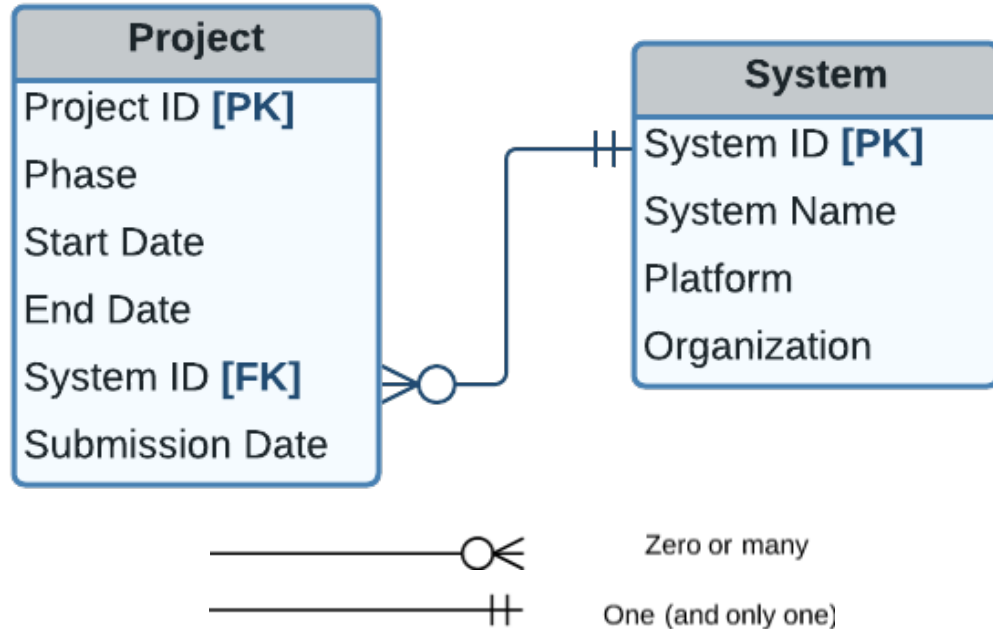 Project
Project ID [PK]
Phase
Start Date
End Date
System ID [FK]
Submission Date
System
System ID [PK]
System Name
Platform
Organization
Zero or many
One (and only one)